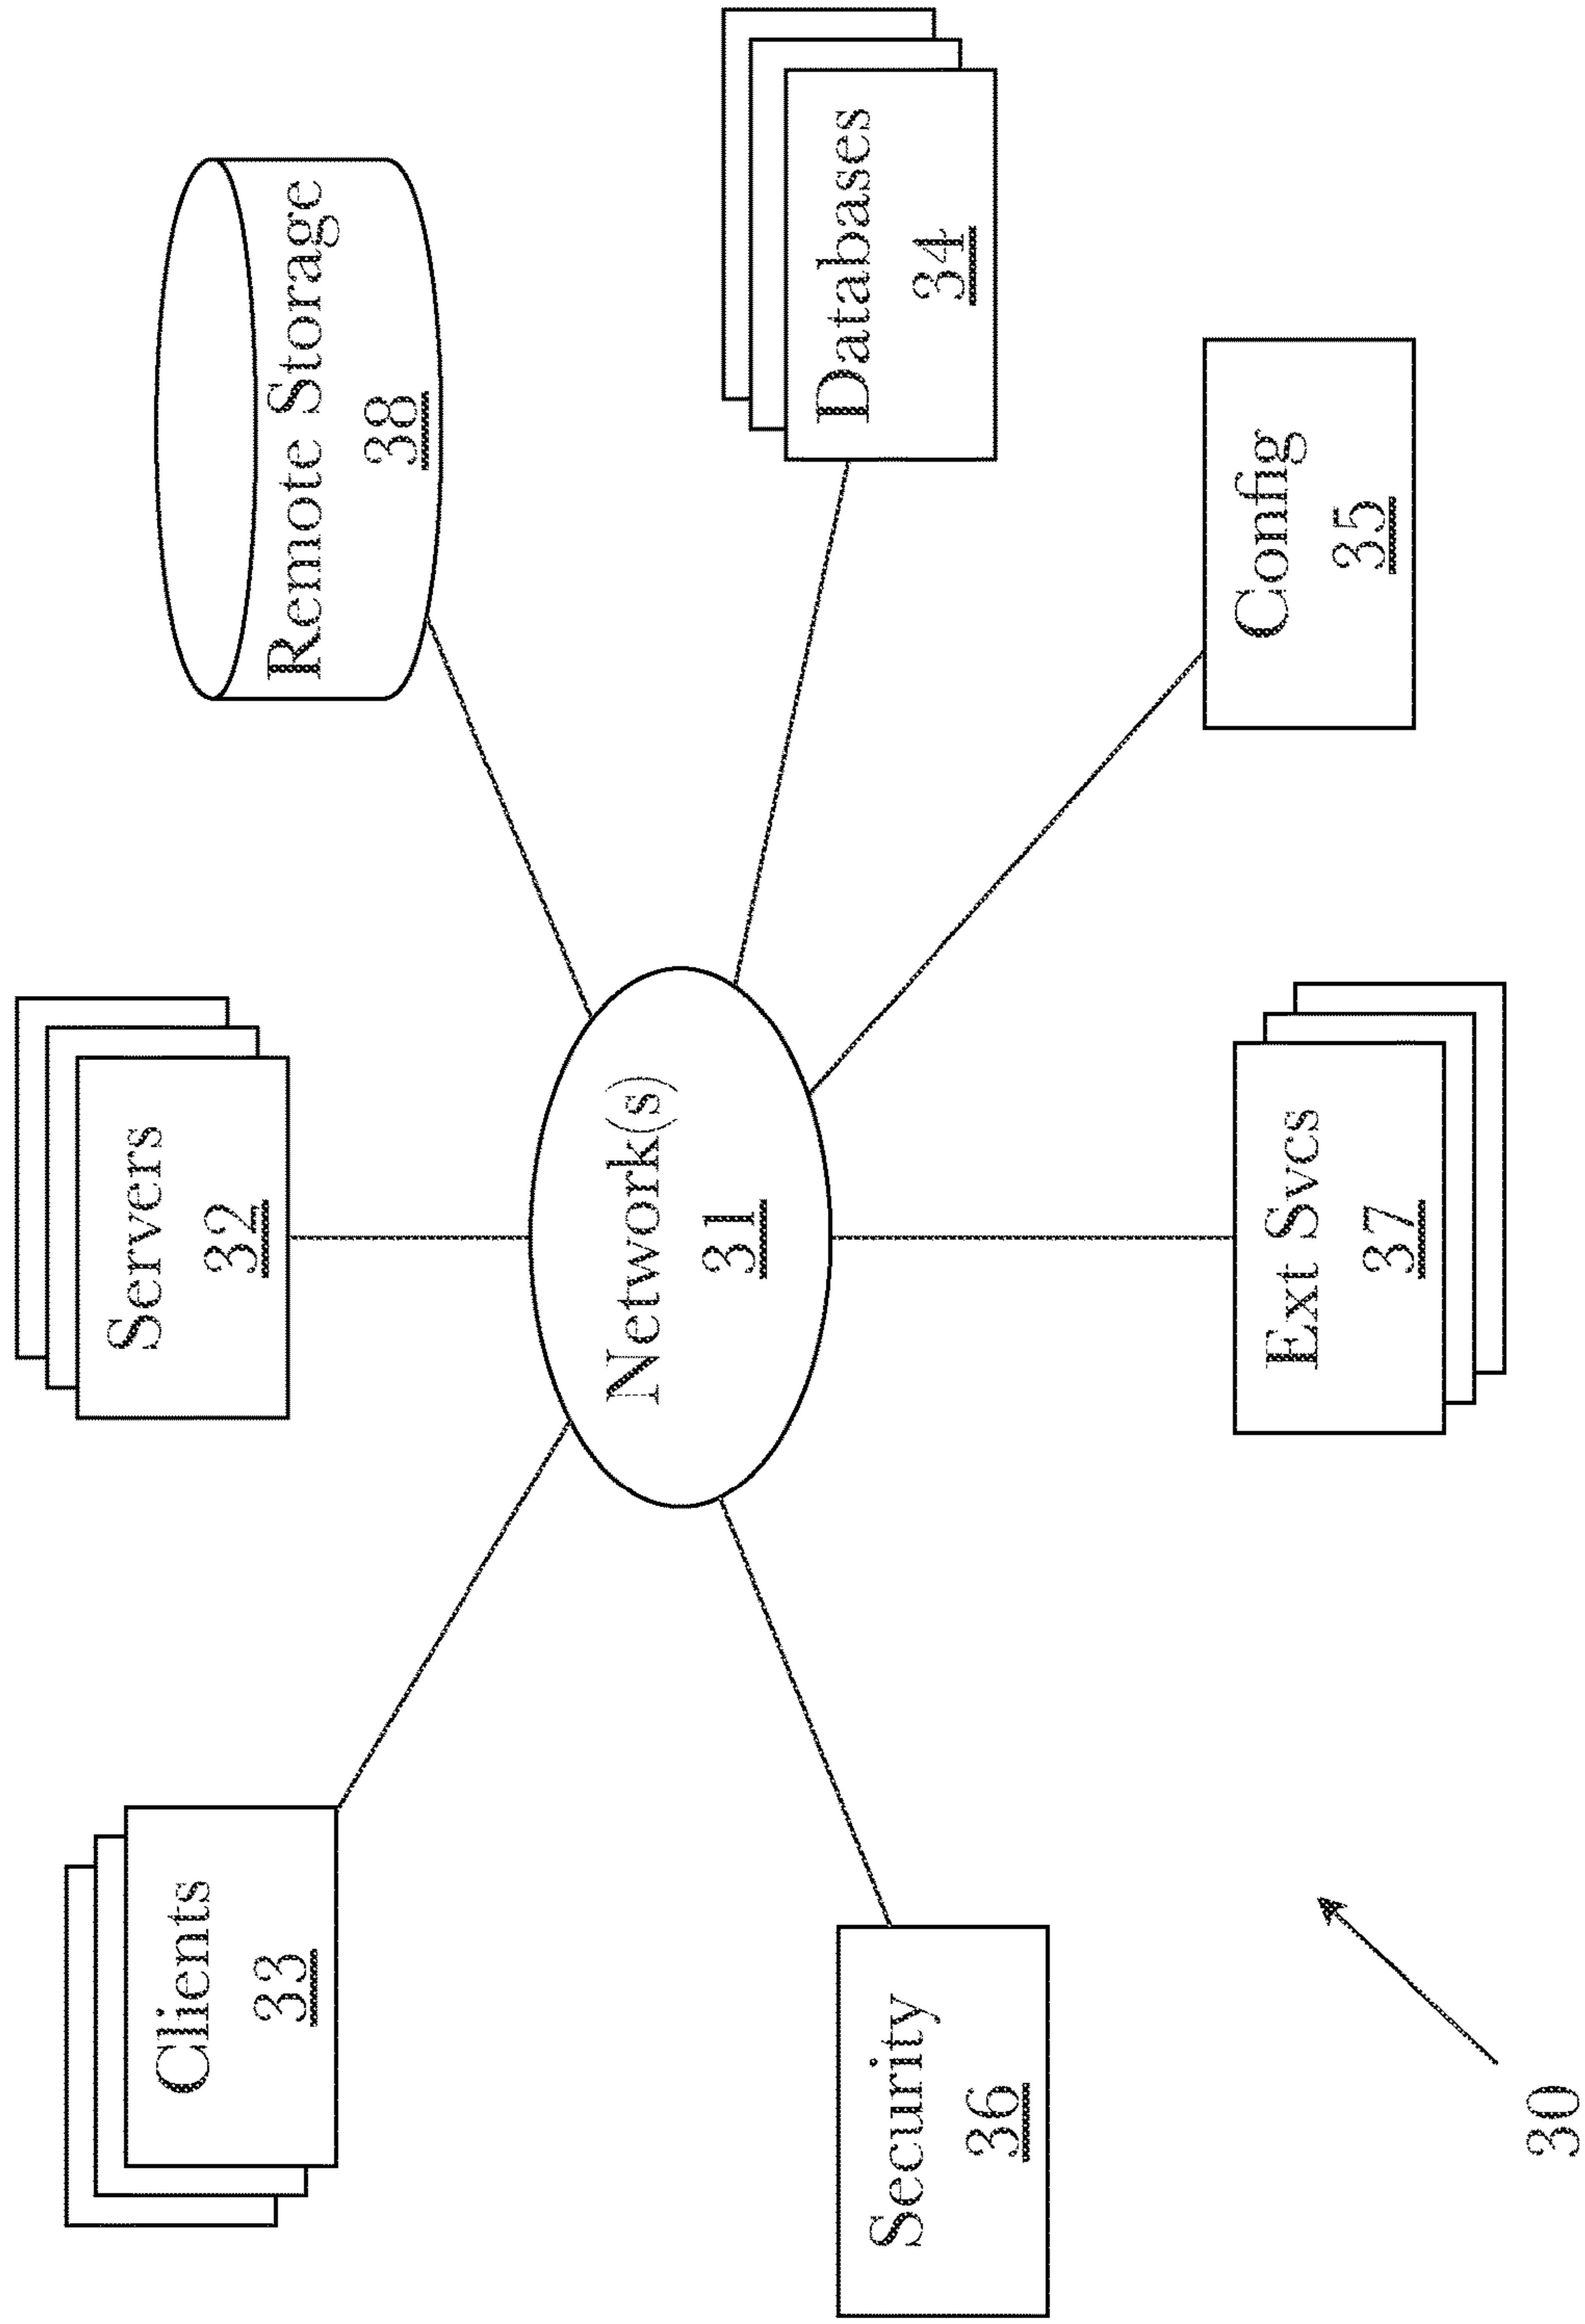 Clients
33
Servers
32
Remote Storage
38
Network(s)
31
Databases
34
Security
36
Ext Svcs
37
Config
35
30